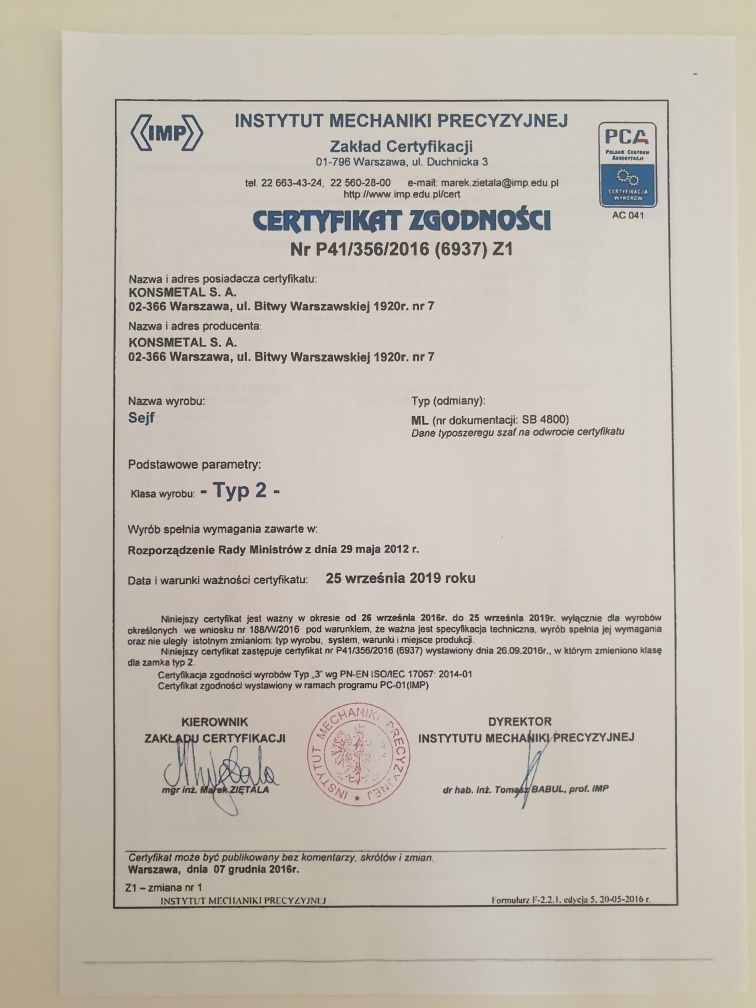 IMP
INSTYTUT MECHANIKI PRECYZYJNEJ
Zakład Certyfikacji
01-796 Warszawa, ul. Duchnicka 3
tel. 22 663-43-24, 22 560-28-00 e-mail: marek.zietala@imp.edu.pl
http://www.imp.edu.pl/cert
PCA
POLSKIE CENTRUM
AKREDYTACJI
CERTYFIKACJA
WYROBÓW
AC 041
CERTYFIKAT ZGODNOŚCI
Nr P41/356/2016 (6937) Z1
Nazwa i adres posiadacza certyfikatu:
KONSMETAL S. A.
02-366 Warszawa, ul. Bitwy Warszawskiej 1920r. nr 7
Nazwa i adres producenta:
KONSMETAL S. A.
02-366 Warszawa, ul. Bitwy Warszawskiej 1920r. nr 7
Nazwa wyrobu:
Sejf
Typ (odmiany):
ML (nr dokumentacji: SB 4800)
Dane typoszeregu szaf na odwrocie certyfikatu
Podstawowe parametry:
Klasa wyrobu: - Typ 2 -
Wyrób spełnia wymagania zawarte w:
Rozporządzenie Rady Ministrów z dnia 29 maja 2012 r.
Data i warunki ważności certyfikatu: 25 września 2019 roku
Niniejszy certyfikat jest ważny w okresie od 26 września 2016r. do 25 września 2019r. wyłącznie dla wyrobów
określonych we wniosku nr 188/W/2016 pod warunkiem, że ważna jest specyfikacja techniczna, wyrób spełnia jej wymagania
oraz nie uległy istotnym zmianom: typ wyrobu, system, warunki i miejsce produkcji.
Niniejszy certyfikat zastępuje certyfikat nr P41/356/2016 (6937) wystawiony dnia 26.09.2016r., w którym zmieniono klasę
dla zamka typ 2.
Certyfikacja zgodności wyrobów Typ „3” wg PN-EN ISO/IEC 17067: 2014-01
Certyfikat zgodności wystawiony w ramach programu PC-01(IMP)
KIEROWNIK
ZAKŁADU CERTYFIKACJI
mgr inż. Marek ZIĘTALA
INSTYTUT MECHANIKI PRECYZYJNEJ
DYREKTOR
INSTYTUTU MECHANIKI PRECYZYJNEJ
dr hab. inż. Tomasz BABUL, prof. IMP
Certyfikat może być publikowany bez komentarzy, skrótów i zmian.
Warszawa, dnia 07 grudnia 2016r.
Z1 – zmiana nr 1
INSTYTUT MECHANIKI PRECYZYJNEJ
Formularz F-2.2.1, edycja 5, 20-05-2016 r.